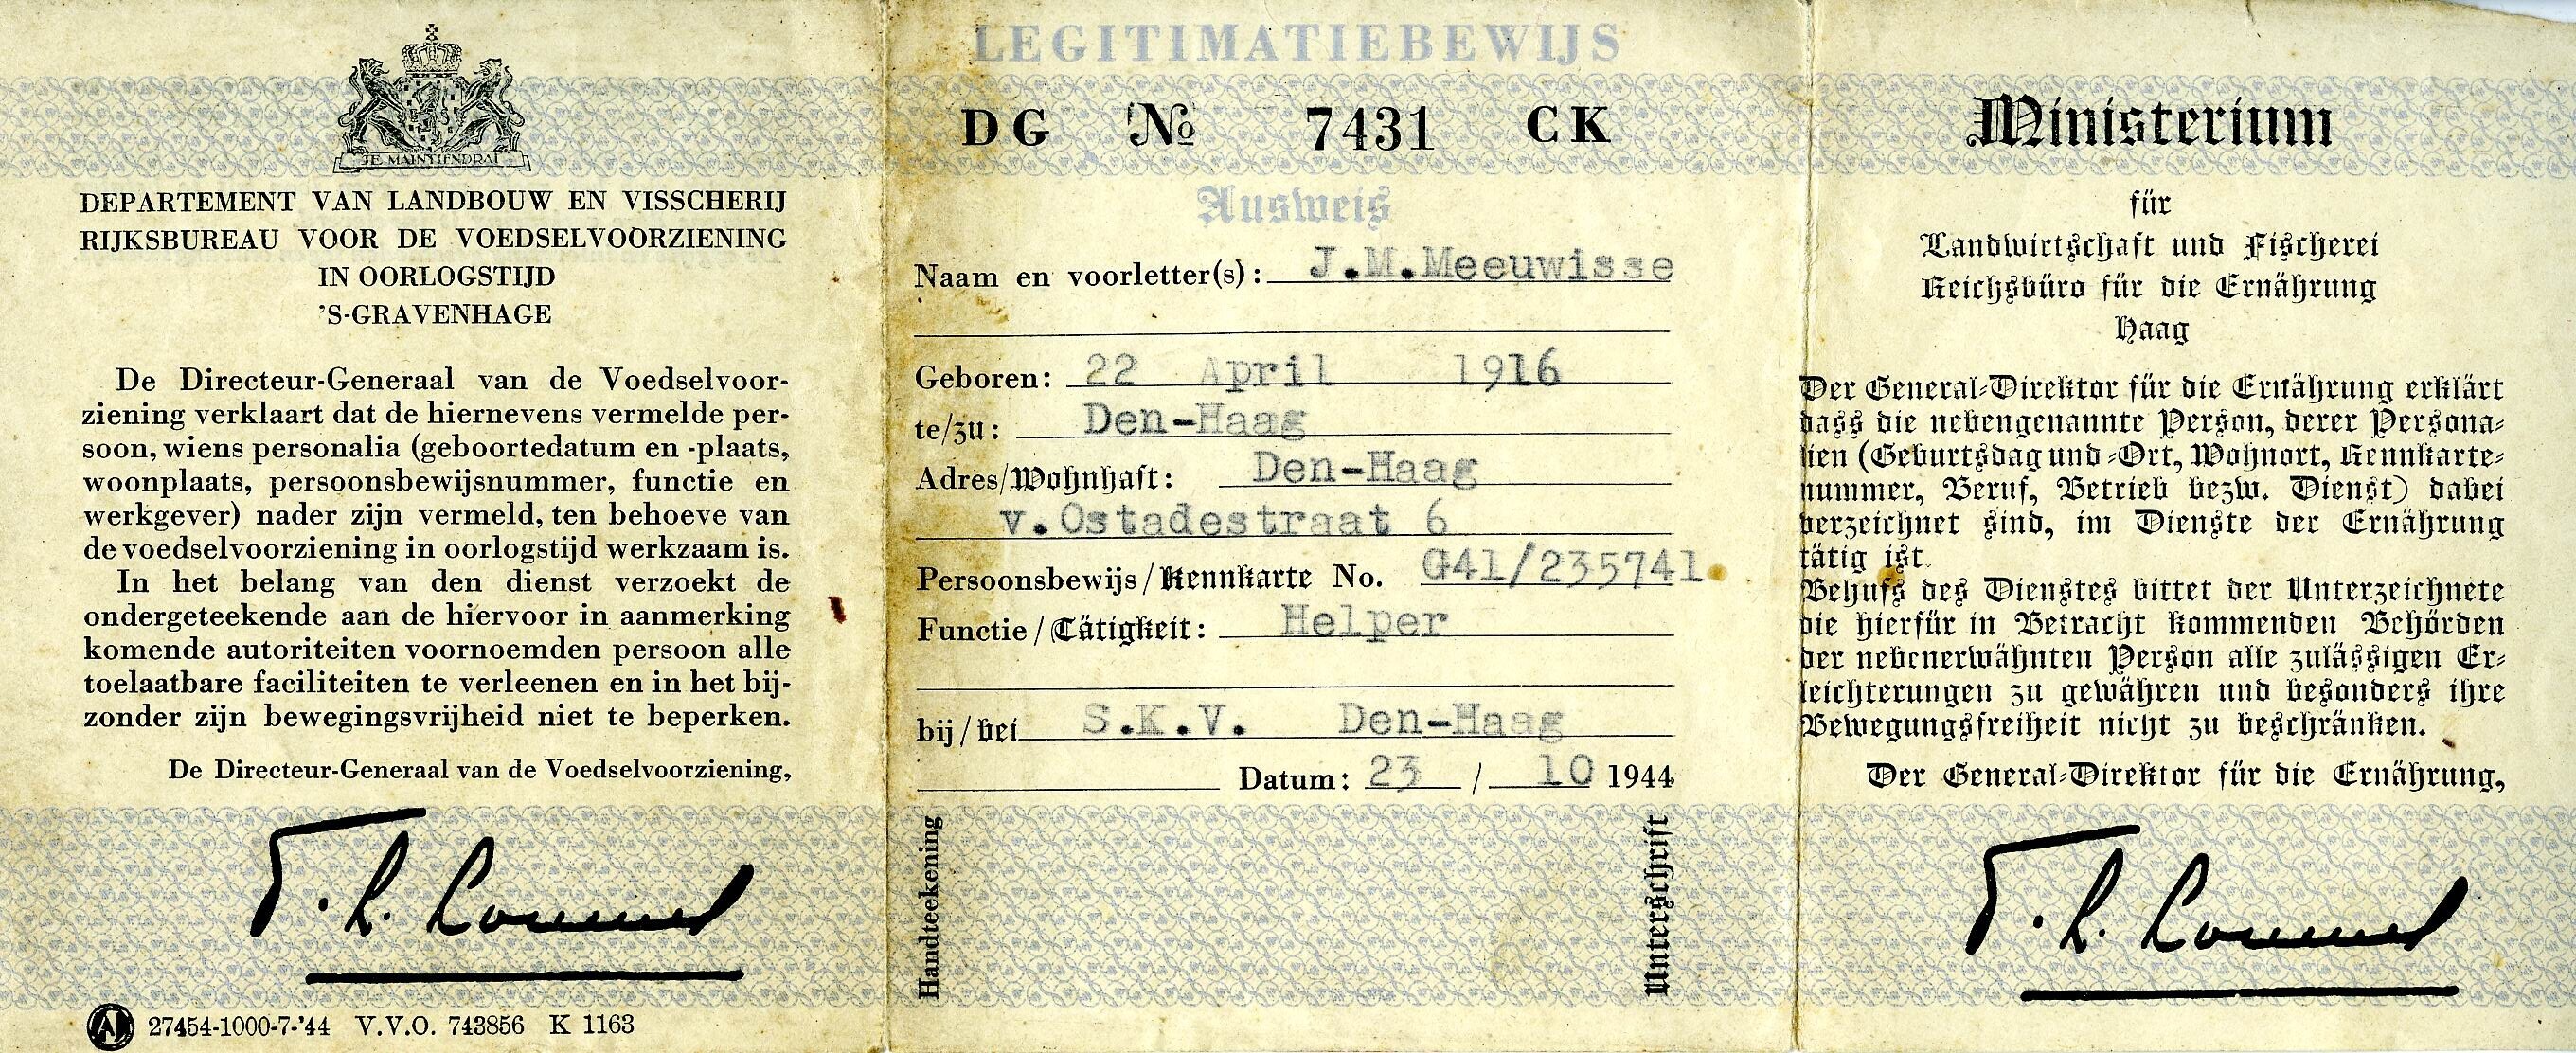 JE MAINTIENDRAI
DEPARTEMENT VAN LANDBOUW EN VISSCHERIJ
RIJKSBUREAU VOOR DE VOEDSELVOORZIENING
IN OORLOGSTIJD
'S-GRAVENHAGE
De Directeur-Generaal van de Voedselvoor-
ziening verklaart dat de hiernevens vermelde per-
soon, wiens personalia (geboortedatum en -plaats,
woonplaats, persoonsbewijsnummer, functie en
werkgever) nader zijn vermeld, ten behoeve van
de voedselvoorziening in oorlogstijd werkzaam is.
In het belang van den dienst verzoekt de
ondergeteekende aan de hiervoor in aanmerking
komende autoriteiten voornoemden persoon alle
toelaatbare faciliteiten te verleenen en in het bij-
zonder zijn bewegingsvrijheid niet te beperken.
De Directeur-Generaal van de Voedselvoorziening,
27454-1000-7-'44 V.V.O. 743856 K 1163
LEGITIMATIEBEWIJS
DG № 7431 CK
Ausweis
Naam en voorletter(s): J.M.Meeuwisse
Geboren: 22 April 1916
te/zu: Den-Haag
Adres/Wohnhaft: Den-Haag
v.Ostadestraat 6
Persoonsbewijs/Kennkarte No. G41/235741
Functie/Tätigkeit: Helper
bij/bei S.K.V. Den-Haag
Datum: 23 / 10 1944
Handteekening
Unterschrift
Ministerium
für
Landwirtschaft und Fischerei
Reichsbüro für die Ernährung
Haag
Der General-Direktor für die Ernährung erklärt
dass die nebengenannte Person, derer Persona-
lien (Geburtsdag und -Ort, Wohnort, Kennkarte-
nummer, Beruf, Betrieb bezw. Dienst) dabei
verzeichnet sind, im Dienste der Ernährung
tätig ist.
Behufs des Dienstes bittet der Unterzeichnete
die hierfür in Betracht kommenden Behörden
der nebenerwähnten Person alle zulässigen Er-
leichterungen zu gewähren und besonders ihre
Bewegungsfreiheit nicht zu beschränken.
Der General-Direktor für die Ernährung,